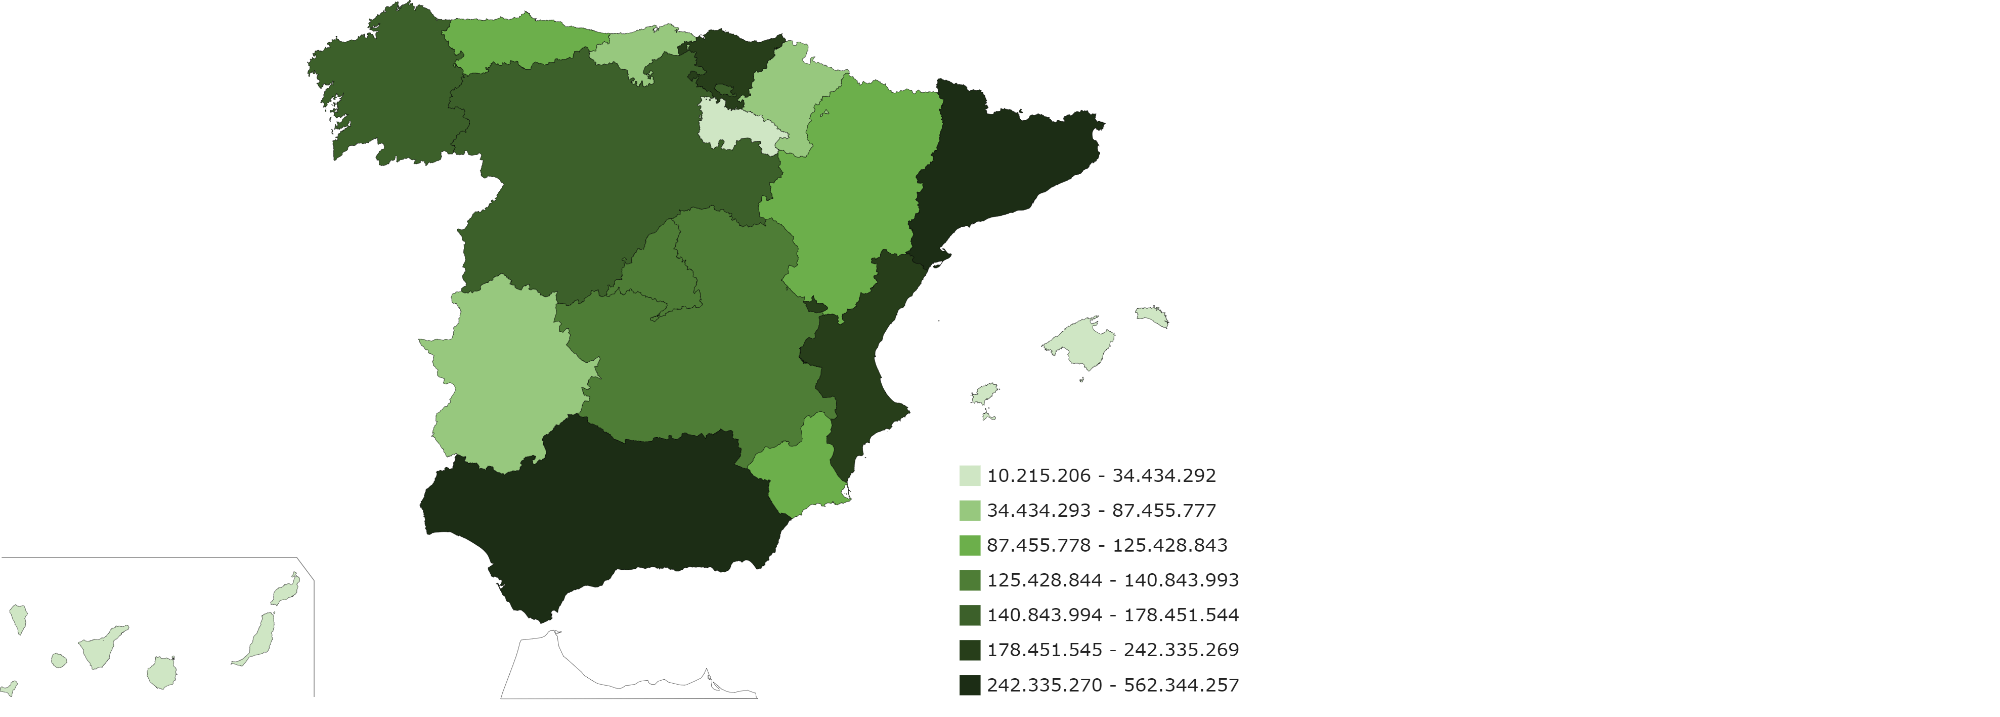 10.215.206 - 34.434.292
34.434.293 - 87.455.777
87.455.778 - 125.428.843
125.428.844 - 140.843.993
140.843.994 - 178.451.544
178.451.545 - 242.335.269
242.335.270 - 562.344.257